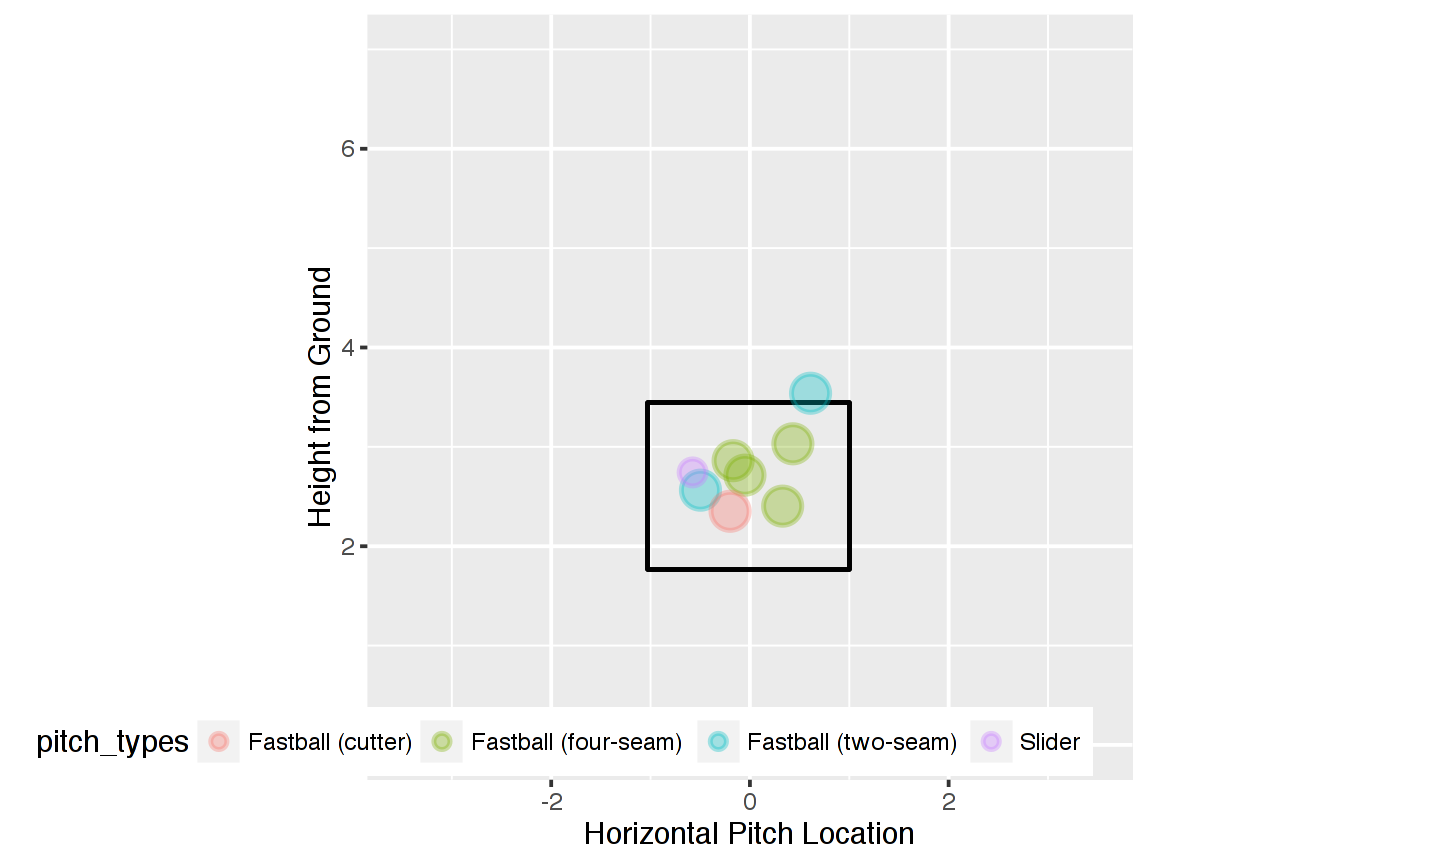 Height from Ground
6
4
2
pitch_types Fastball (cutter) Fastball (four-seam) Fastball (two-seam) Slider
-2 0 2
Horizontal Pitch Location